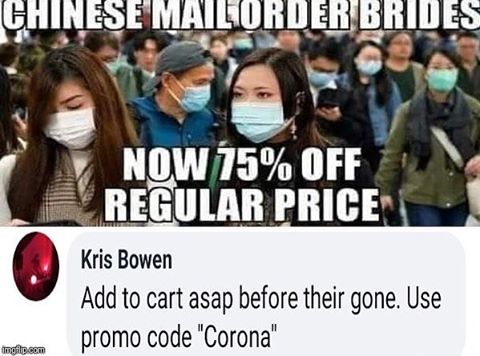 CHINESE MAIL ORDER BRIDES
NOW 75% OFF
REGULAR PRICE
Kris Bowen
Add to cart asap before their gone. Use
promo code "Corona"
imgflip.com